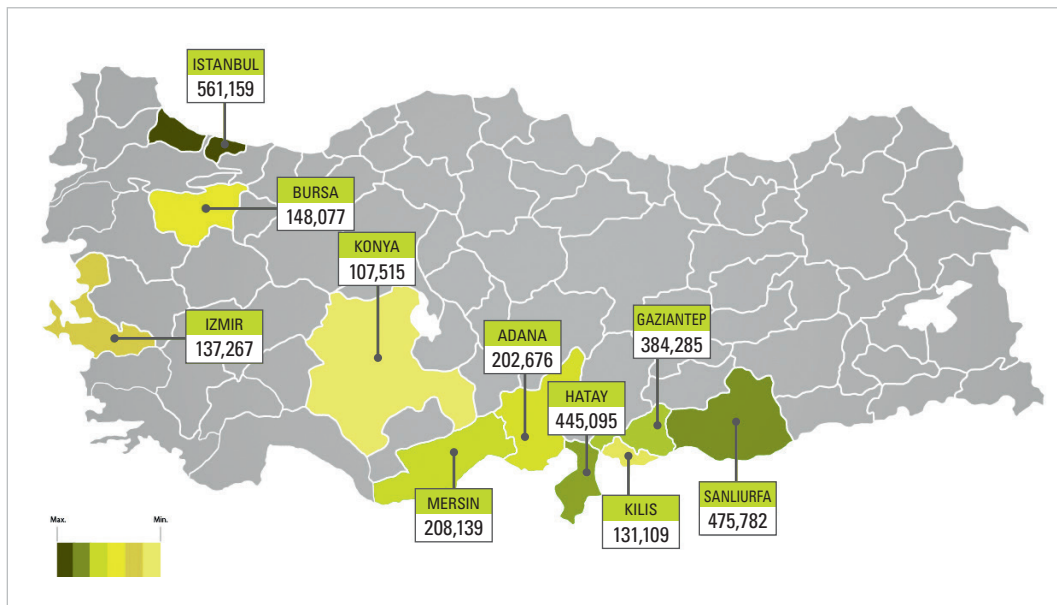 ISTANBUL
561,159
BURSA
148,077
KONYA
107,515
IZMIR
137,267
ADANA
202,676
GAZIANTEP
384,285
HATAY
445,095
MERSIN
208,139
KILIS
131,109
SANLIURFA
475,782
Max.
Min.